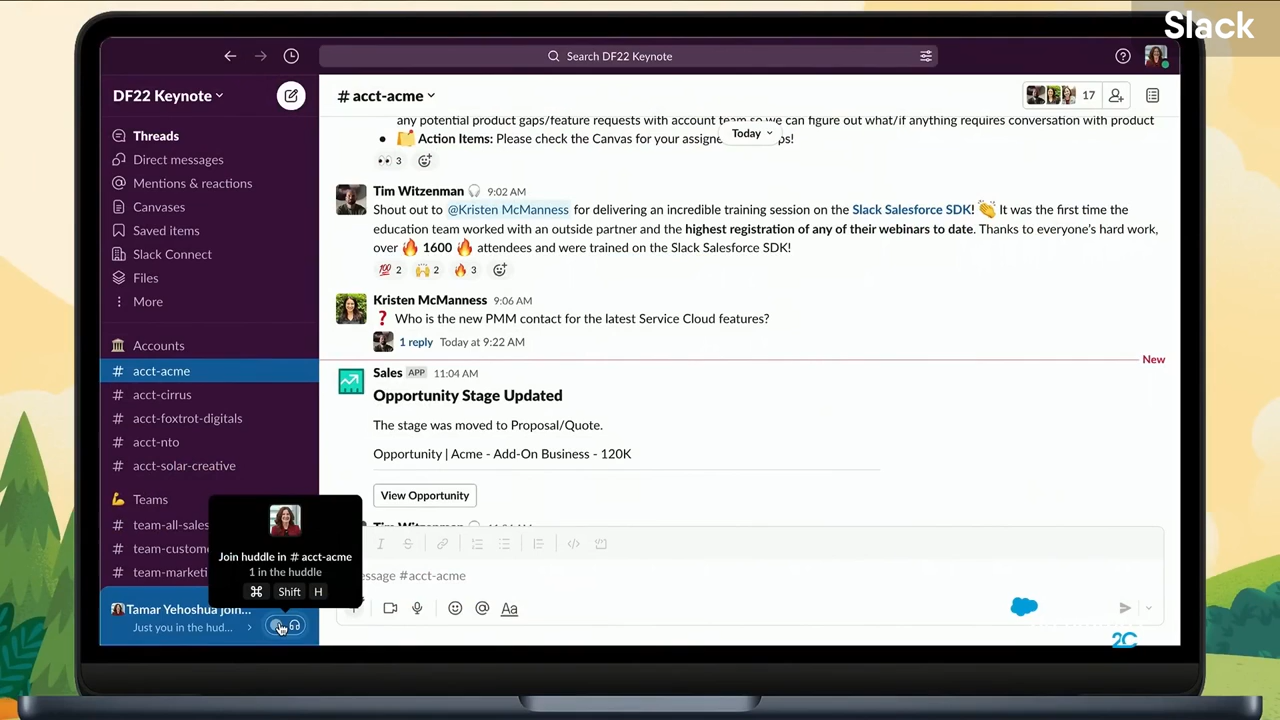 Slack
Search DF22 Keynote
DF22 Keynote
Threads
Direct messages
Mentions & reactions
Canvases
Saved items
Slack Connect
Files
More
Accounts
# acct-acme
# acct-cirrus
# acct-foxtrot-digitals
# acct-nto
# acct-solar-creative
Teams
# team-all-sales
# team-custome
# team-marketi
Join huddle in # acct-acme
1 in the huddle
⌘ Shift H
Tamar Yehoshua join...
Just you in the hud...
# acct-acme
17
any potential product gaps/feature requests with account team so we can figure out what/if anything requires conversation with product
Today
• Action Items: Please check the Canvas for your assigne ps!
👀 3
Tim Witzenman 9:02 AM
Shout out to @Kristen McManness for delivering an incredible training session on the Slack Salesforce SDK! 👏 It was the first time the
education team worked with an outside partner and the highest registration of any of their webinars to date. Thanks to everyone's hard work,
over 🔥 1600 🔥 attendees and were trained on the Slack Salesforce SDK!
💯 2 🙌 2 🔥 3
Kristen McManness 9:06 AM
❓ Who is the new PMM contact for the latest Service Cloud features?
1 reply Today at 9:22 AM
New
Sales APP 11:04 AM
Opportunity Stage Updated
The stage was moved to Proposal/Quote.
Opportunity | Acme - Add-On Business - 120K
View Opportunity
Tim Witzenman
essage #acct-acme
Aa